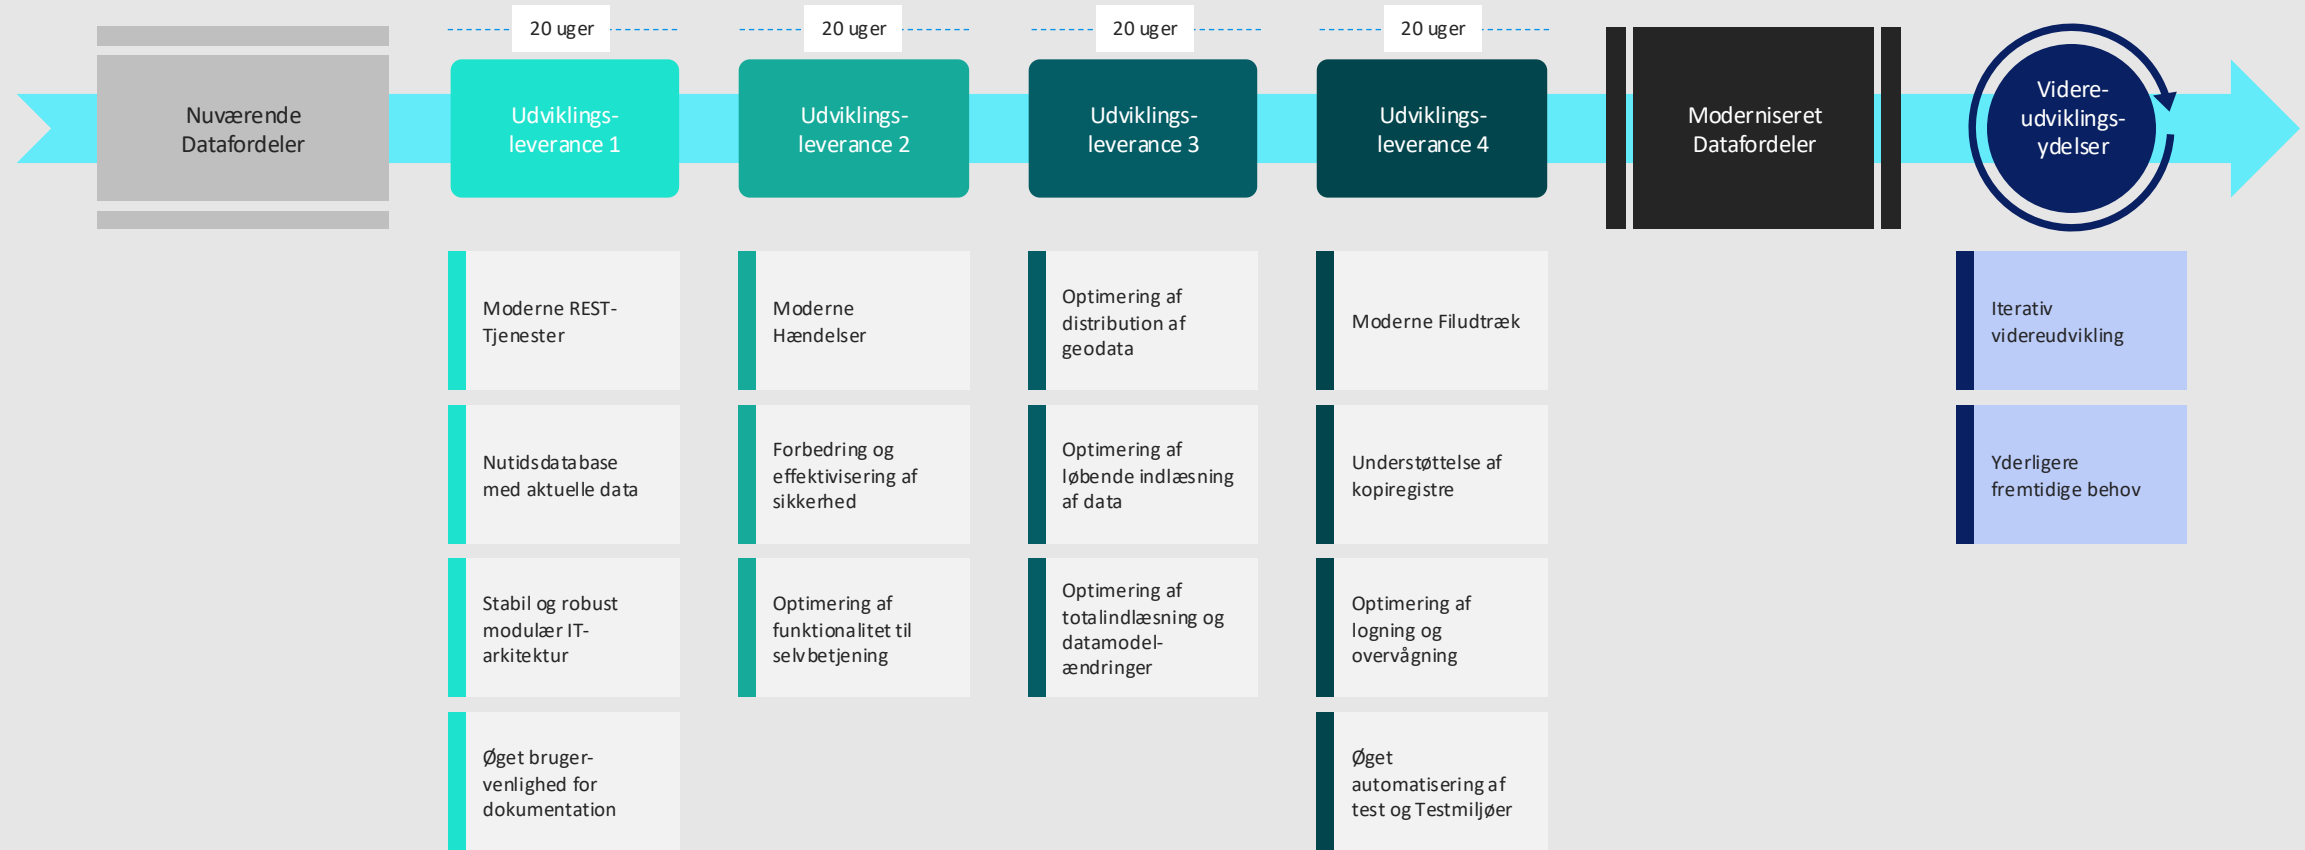 20 uger
20 uger
20 uger
20 uger
Nuværende
Datafordeler
Udviklings-
leverance 1
Udviklings-
leverance 2
Udviklings-
leverance 3
Udviklings-
leverance 4
Moderniseret
Datafordeler
Videre-
udviklings-
ydelser
Moderne REST-
Tjenester
Nutidsdatabase
med aktuelle data
Stabil og robust
modulær IT-
arkitektur
Øget bruger-
venlighed for
dokumentation
Moderne
Hændelser
Forbedring og
effektivisering af
sikkerhed
Optimering af
funktionalitet til
selvbetjening
Optimering af
distribution af
geodata
Optimering af
løbende indlæsning
af data
Optimering af
totalindlæsning og
datamodel-
ændringer
Moderne Filudtræk
Understøttelse af
kopiregistre
Optimering af
logning og
overvågning
Øget
automatisering af
test og Testmiljøer
Iterativ
videreudvikling
Yderligere
fremtidige behov